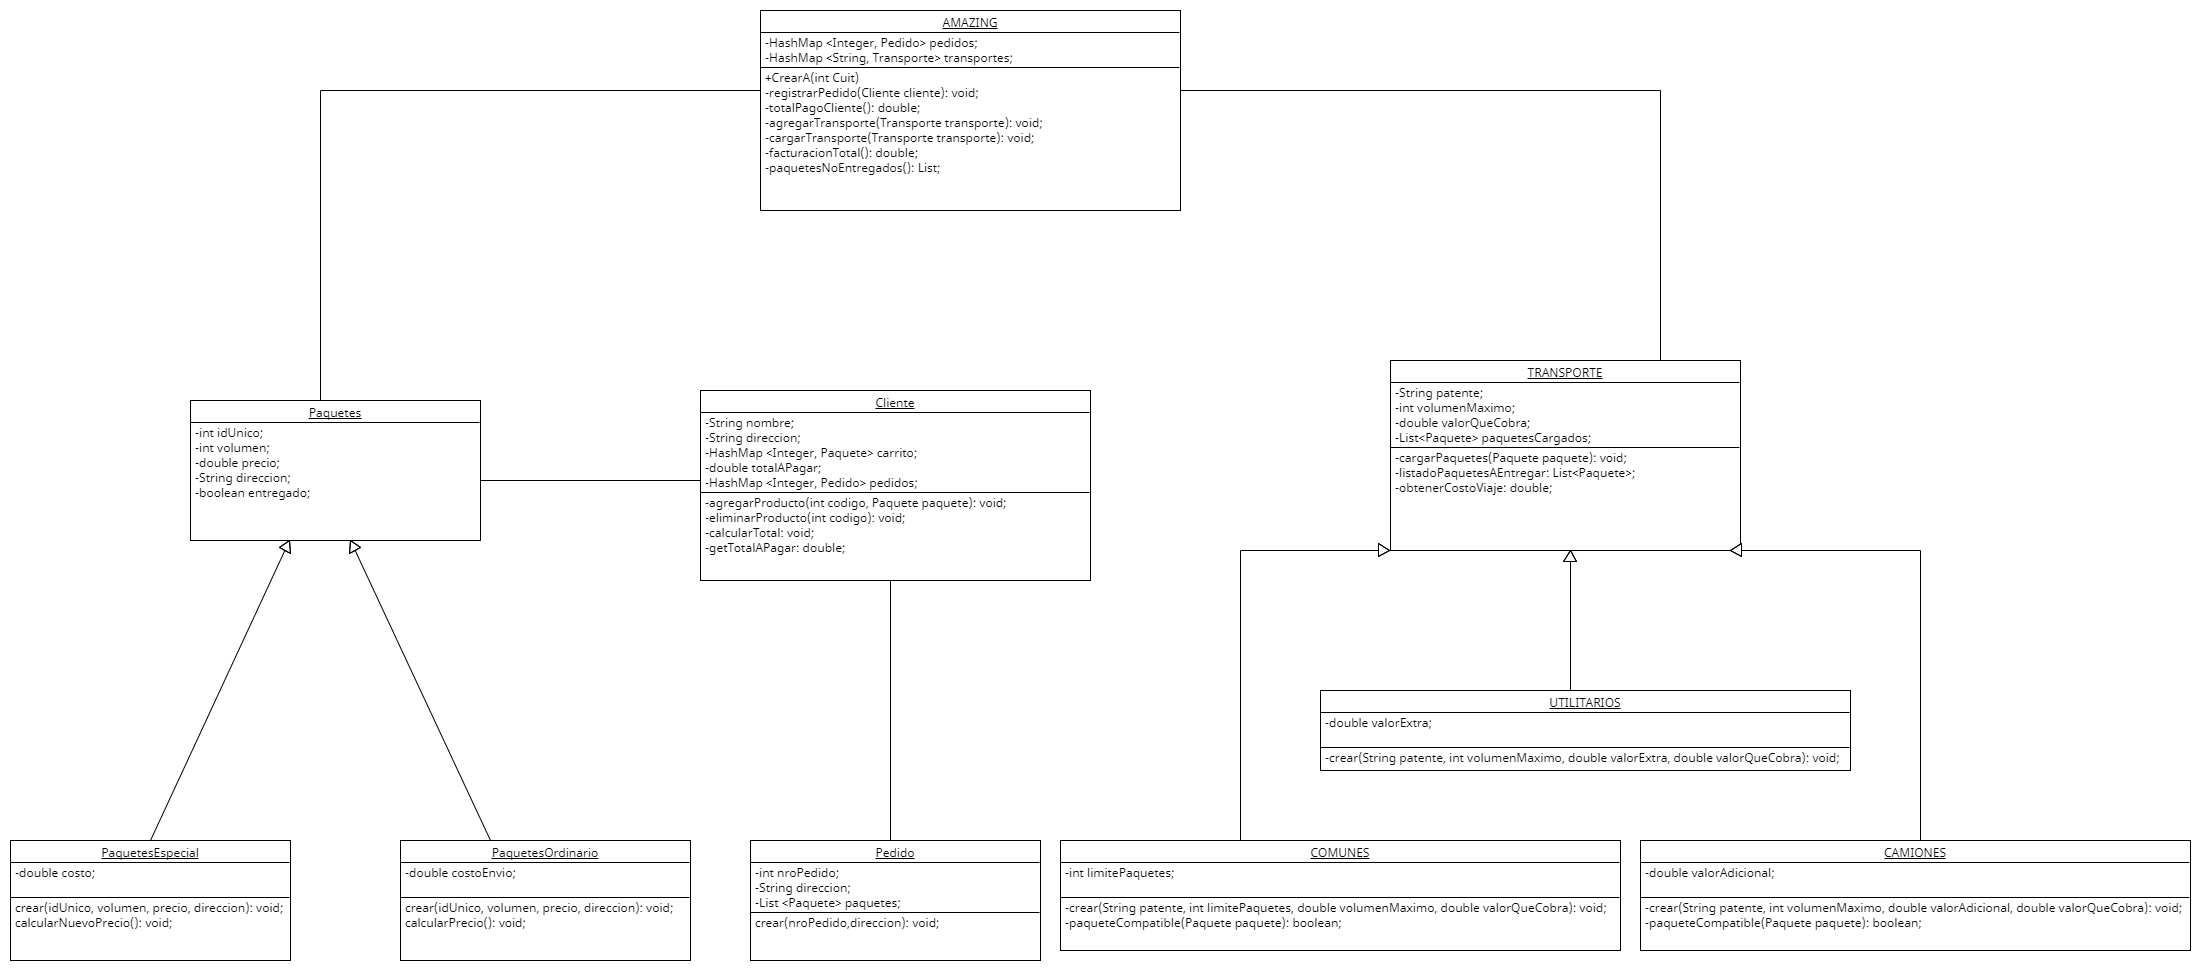 AMAZING
-HashMap <Integer, Pedido> pedidos;
-HashMap <String, Transporte> transportes;
+CrearA(int Cuit)
-registrarPedido(Cliente cliente): void;
-totalPagoCliente(): double;
-agregarTransporte(Transporte transporte): void;
-cargarTransporte(Transporte transporte): void;
-facturacionTotal(): double;
-paquetesNoEntregados(): List;
Paquetes
-int idUnico;
-int volumen;
-double precio;
-String direccion;
-boolean entregado;
Cliente
-String nombre;
-String direccion;
-HashMap <Integer, Paquete> carrito;
-double totalAPagar;
-HashMap <Integer, Pedido> pedidos;
-agregarProducto(int codigo, Paquete paquete): void;
-eliminarProducto(int codigo): void;
-calcularTotal: void;
-getTotalAPagar: double;
TRANSPORTE
-String patente;
-int volumenMaximo;
-double valorQueCobra;
-List<Paquete> paquetesCargados;
-cargarPaquetes(Paquete paquete): void;
-listadoPaquetesAEntregar: List<Paquete>;
-obtenerCostoViaje: double;
UTILITARIOS
-double valorExtra;
-crear(String patente, int volumenMaximo, double valorExtra, double valorQueCobra): void;
PaquetesEspecial
-double costo;
crear(idUnico, volumen, precio, direccion): void;
calcularNuevoPrecio(): void;
PaquetesOrdinario
-double costoEnvio;
crear(idUnico, volumen, precio, direccion): void;
calcularPrecio(): void;
Pedido
-int nroPedido;
-String direccion;
-List <Paquete> paquetes;
crear(nroPedido,direccion): void;
COMUNES
-int limitePaquetes;
-crear(String patente, int limitePaquetes, double volumenMaximo, double valorQueCobra): void;
-paqueteCompatible(Paquete paquete): boolean;
CAMIONES
-double valorAdicional;
-crear(String patente, int volumenMaximo, double valorAdicional, double valorQueCobra): void;
-paqueteCompatible(Paquete paquete): boolean;